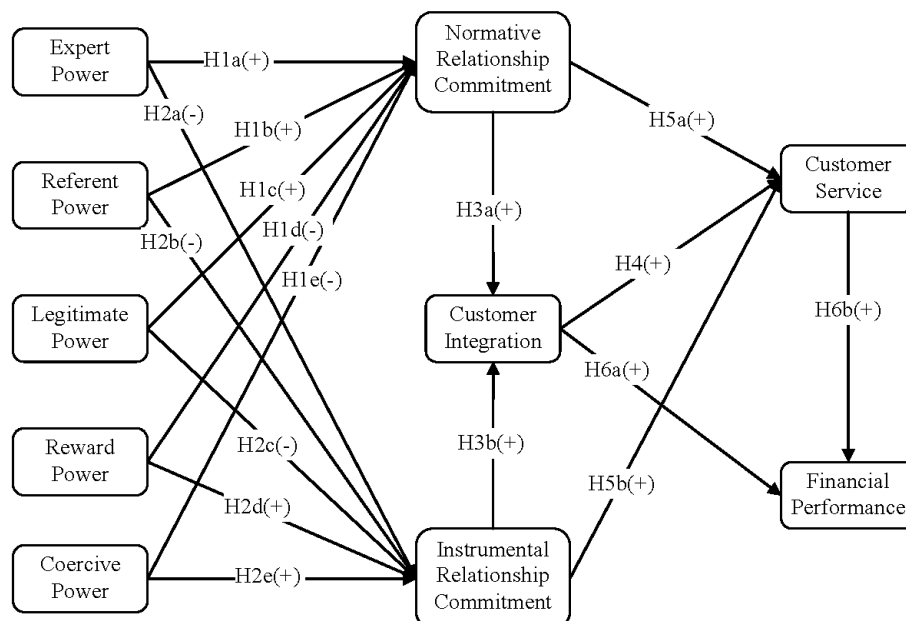 Expert
Power
Normative
Relationship
Commitment
H1a(+)
H2a(-)
H5a(+)
H1b(+)
Referent
Power
Customer
Service
H1c(+)
H3a(+)
H1d(-)
H2b(-)
H1e(-)
H4(+)
Legitimate
Power
Customer
Integration
H6b(+)
H6a(+)
Reward
Power
H2c(-)
H3b(+)
H5b(+)
Financial
Performance
H2d(+)
Coercive
Power
H2e(+)
Instrumental
Relationship
Commitment